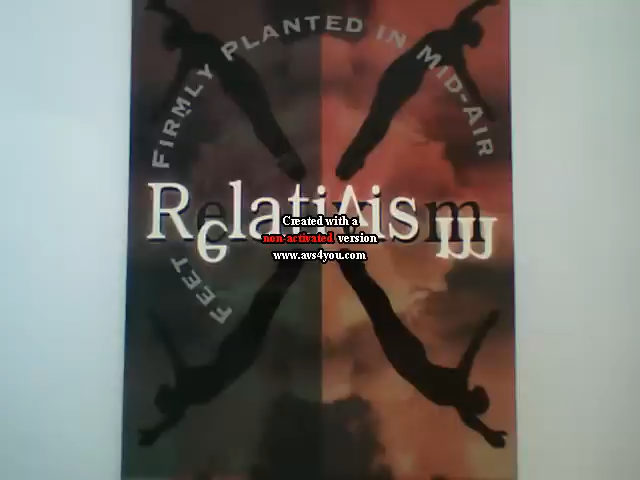 FEET FIRMLY PLANTED IN MID-AIR
Relativism
Created with a
non-activated version
www.avs4you.com